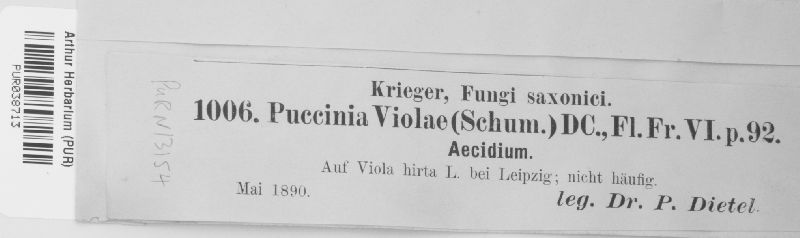 Arthur Herbarium (PUR)
PUR038713
PUR N13154
Krieger, Fungi saxonici.
1006. Puccinia Violae (Schum.) DC., Fl. Fr. VI. p. 92.
Aecidium.
Auf Viola hirta L. bei Leipzig; nicht häufig.
Mai 1890.
leg. Dr. P. Dietel.